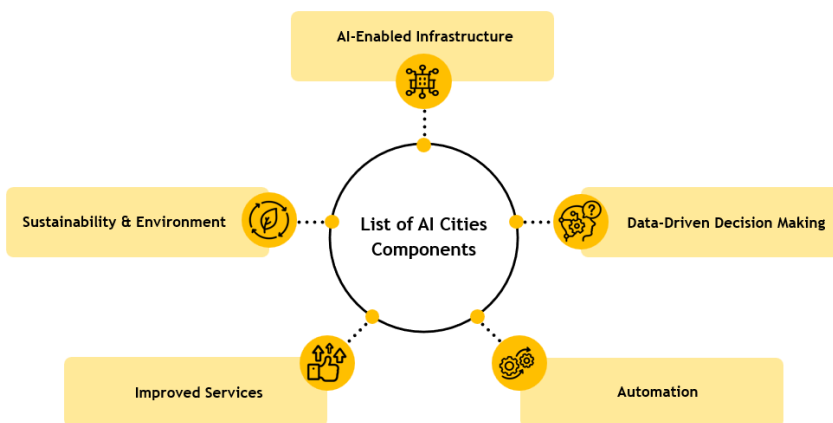 AI-Enabled Infrastructure
Sustainability & Environment
List of AI Cities
Components
Data-Driven Decision Making
Improved Services
Automation